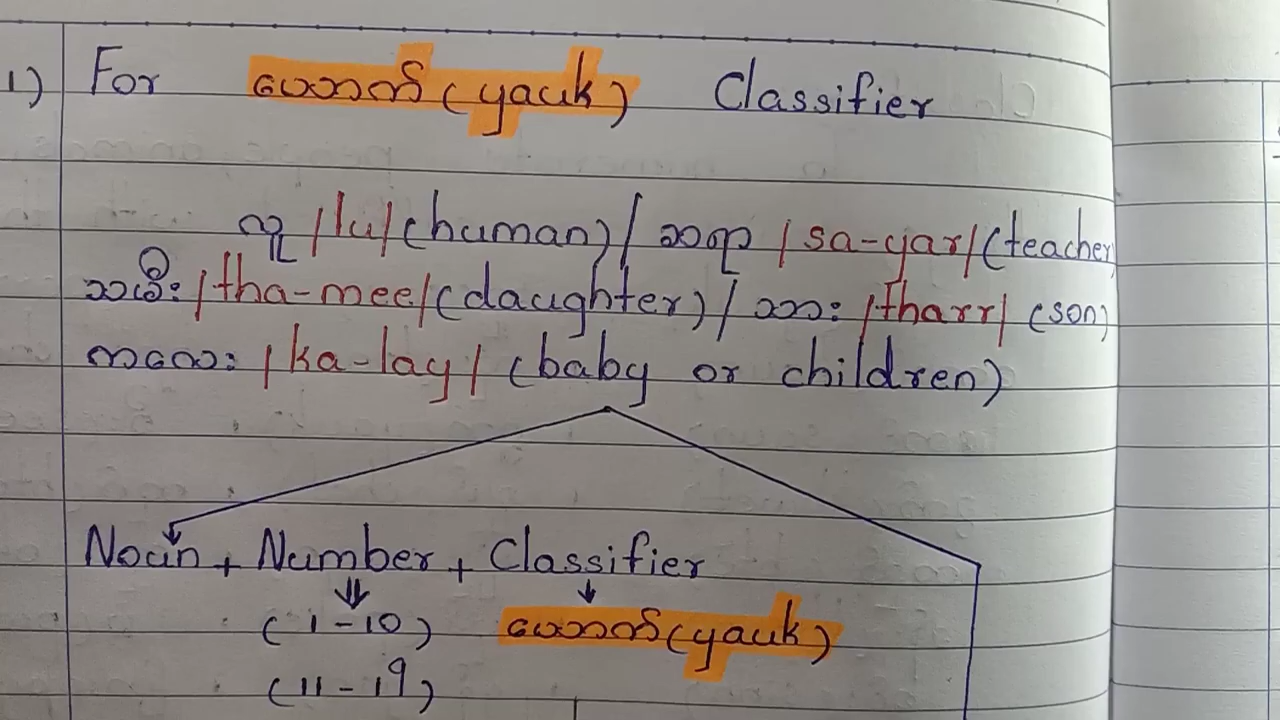 1) For ယောက်(yauk) Classifier
လူ /lu/(human)/ ဆရာ /sa-yar/(teacher)
သမီး /tha-mee/(daughter)/ သား /tharr/ (son)
ကလေး /ka-lay/ (baby or children)
Noun + Number + Classifier
(1-10) ယောက်(yauk)
(11-19)